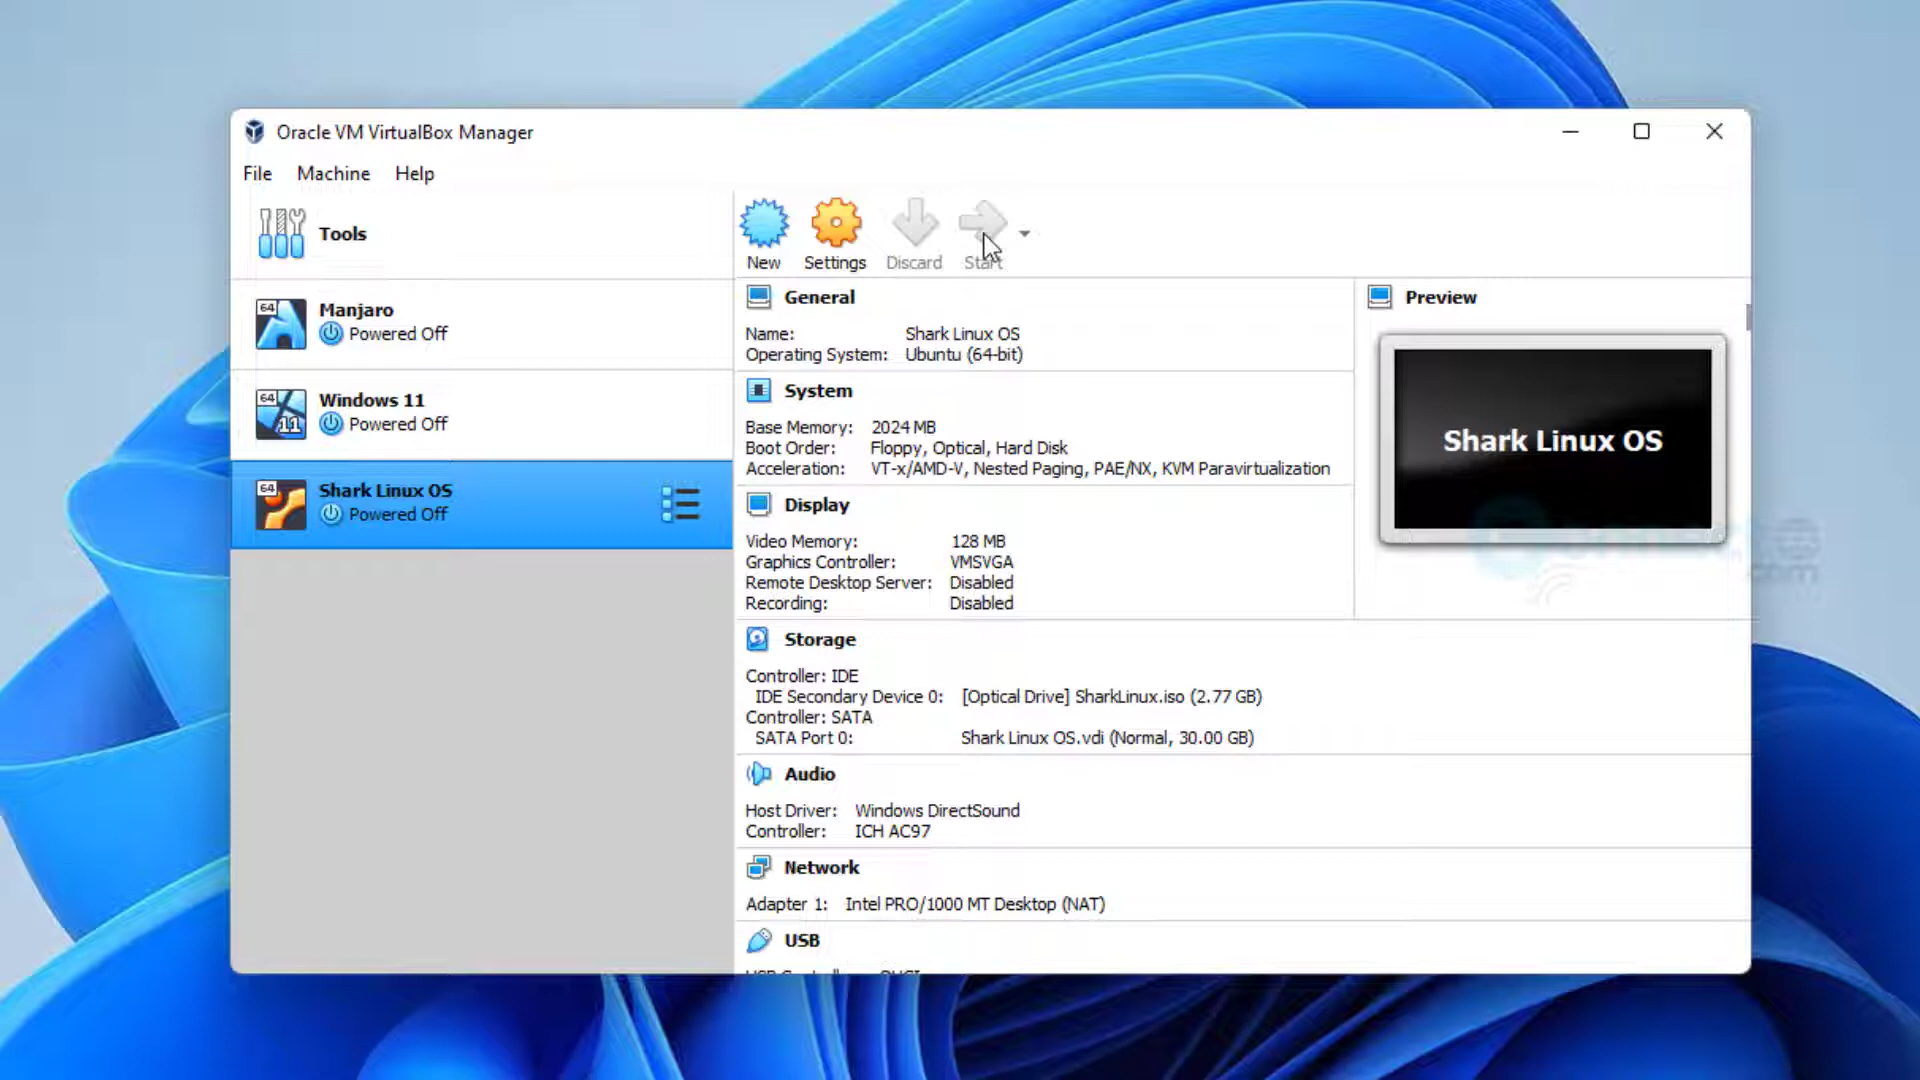 Oracle VM VirtualBox Manager
File Machine Help
Tools
New Settings Discard Start
64 Manjaro
Powered Off
64 11 Windows 11
Powered Off
64 Shark Linux OS
Powered Off
General
Name: Shark Linux OS
Operating System: Ubuntu (64-bit)
System
Base Memory: 2024 MB
Boot Order: Floppy, Optical, Hard Disk
Acceleration: VT-x/AMD-V, Nested Paging, PAE/NX, KVM Paravirtualization
Display
Video Memory: 128 MB
Graphics Controller: VMSVGA
Remote Desktop Server: Disabled
Recording: Disabled
Preview
Shark Linux OS
Storage
Controller: IDE
IDE Secondary Device 0: [Optical Drive] SharkLinux.iso (2.77 GB)
Controller: SATA
SATA Port 0: Shark Linux OS.vdi (Normal, 30.00 GB)
Audio
Host Driver: Windows DirectSound
Controller: ICH AC97
Network
Adapter 1: Intel PRO/1000 MT Desktop (NAT)
USB
.com